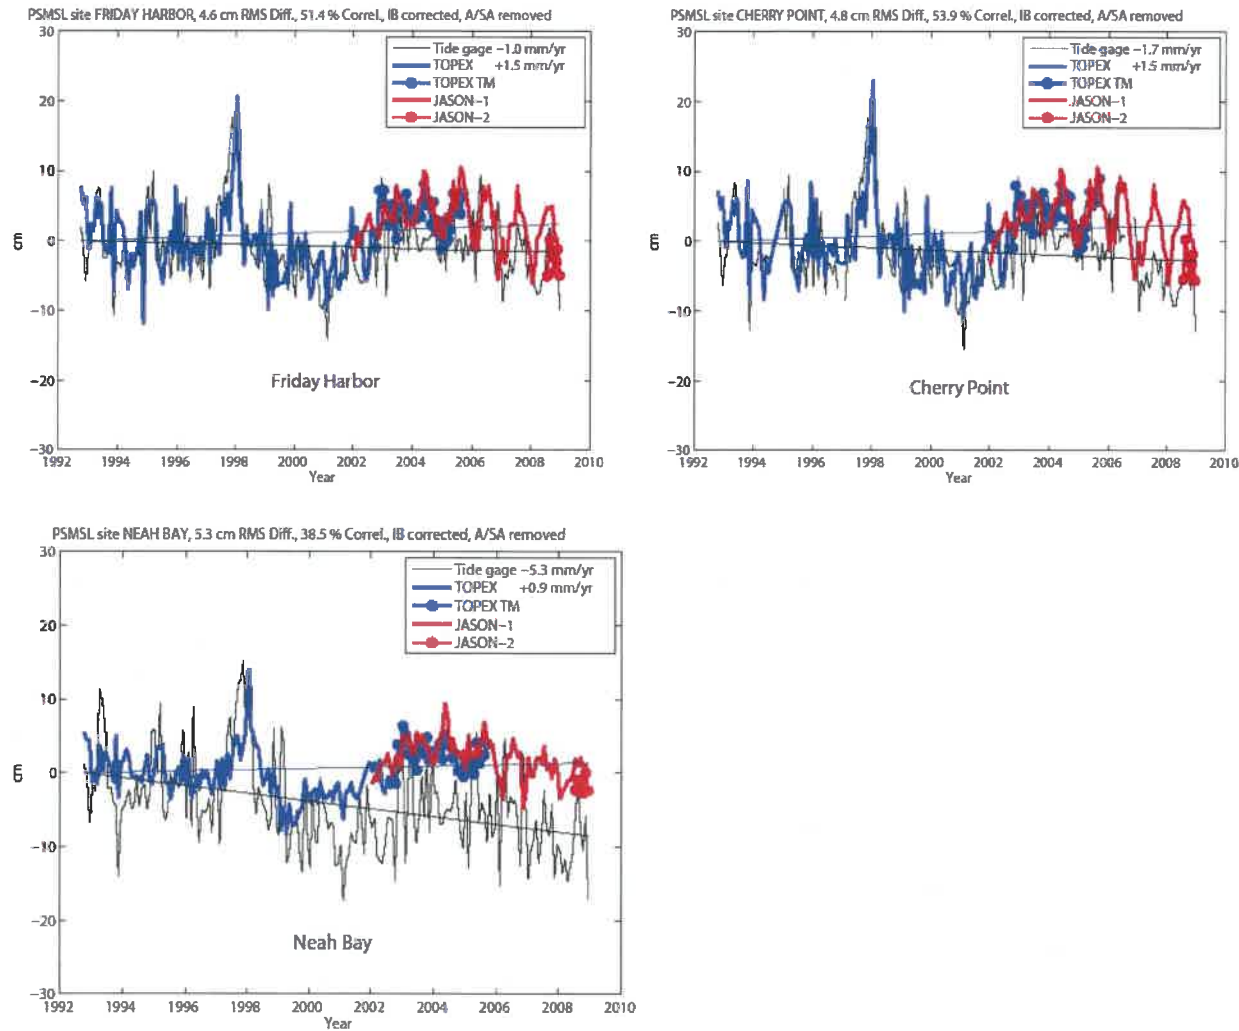 PSMSL site FRIDAY HARBOR, 4.6 cm RMS Diff., 51.4 % Correl., IB corrected, A/SA removed
30
20
10
0
−10
−20
−30
cm
Tide gage −1.0 mm/yr
TOPEX +1.5 mm/yr
TOPEX TM
JASON−1
JASON−2
Friday Harbor
1992 1994 1996 1998 2000 2002 2004 2006 2008 2010
Year
PSMSL site CHERRY POINT, 4.8 cm RMS Diff., 53.9 % Correl., IB corrected, A/SA removed
30
20
10
0
−10
−20
−30
cm
Tide gage −1.7 mm/yr
TOPEX +1.5 mm/yr
TOPEX TM
JASON−1
JASON−2
Cherry Point
1992 1994 1996 1998 2000 2002 2004 2006 2008 2010
Year
PSMSL site NEAH BAY, 5.3 cm RMS Diff., 38.5 % Correl., IB corrected, A/SA removed
30
20
10
0
−10
−20
−30
cm
Tide gage −5.3 mm/yr
TOPEX +0.9 mm/yr
TOPEX TM
JASON−1
JASON−2
Neah Bay
1992 1994 1996 1998 2000 2002 2004 2006 2008 2010
Year